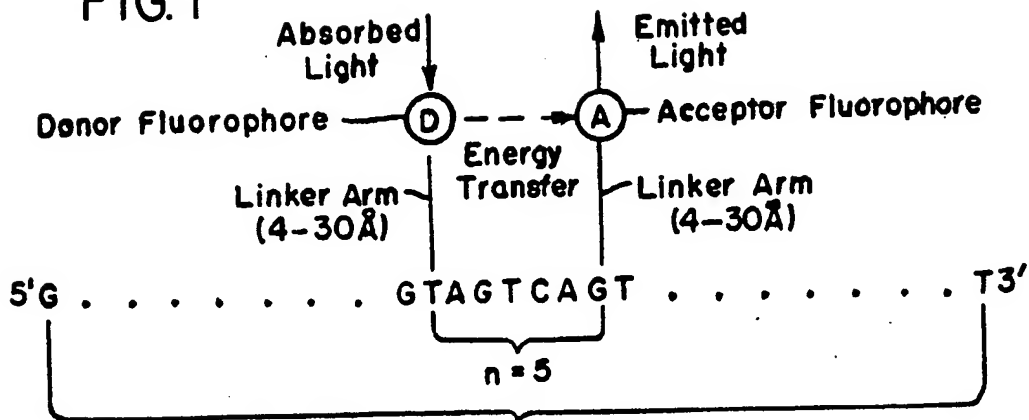 FIG. 1
Absorbed Light
Emitted Light
Donor Fluorophore
D
A
Acceptor Fluorophore
Energy Transfer
Linker Arm (4-30Å)
Linker Arm (4-30Å)
5'G . . . . . . . GTAGTCAGT . . . . . . . T3'
n = 5